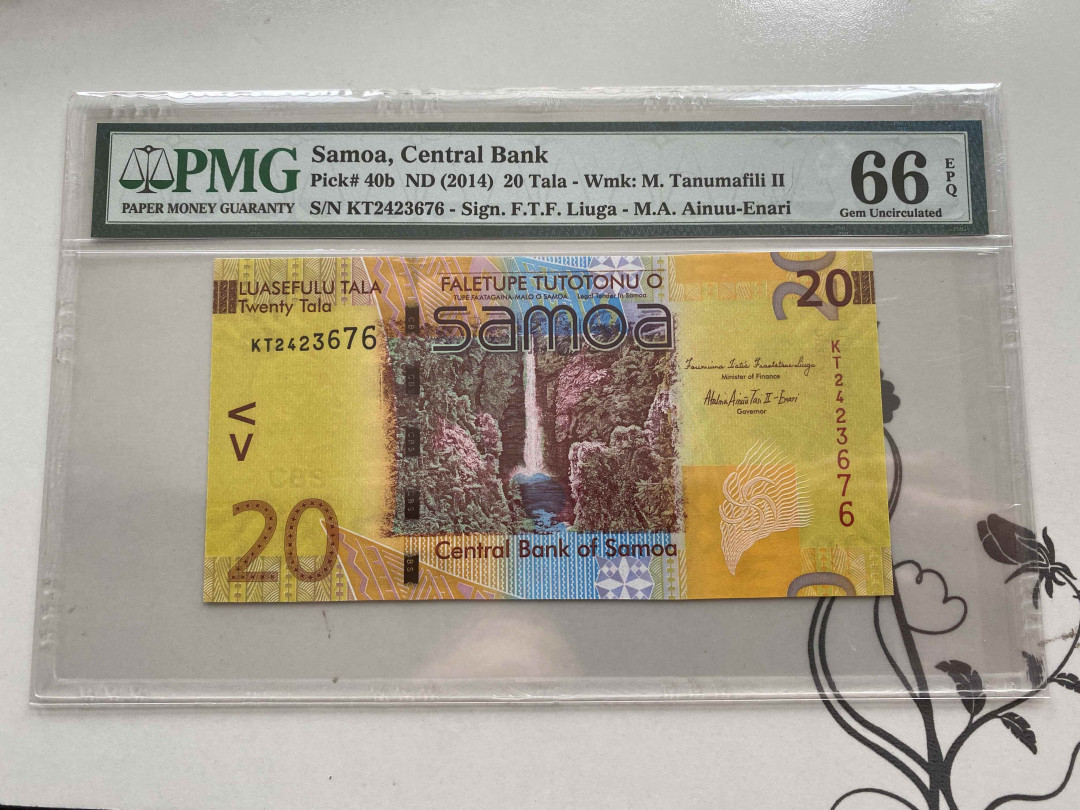 PMG
PAPER MONEY GUARANTY
Samoa, Central Bank
Pick# 40b ND (2014) 20 Tala - Wmk: M. Tanumafili II
S/N KT2423676 - Sign. F.T.F. Liuga - M.A. Ainuu-Enari
66
EPQ
Gem Uncirculated
LUASEFULU TALA
Twenty Tala
KT2423676
FALETUPE TUTOTONU O
TUPE FAATAGAINA-MALO O SAMOA Legal Tender in Samoa
samoa
20
KT2423676
Minister of Finance
Governor
CBS
20
Central Bank of Samoa